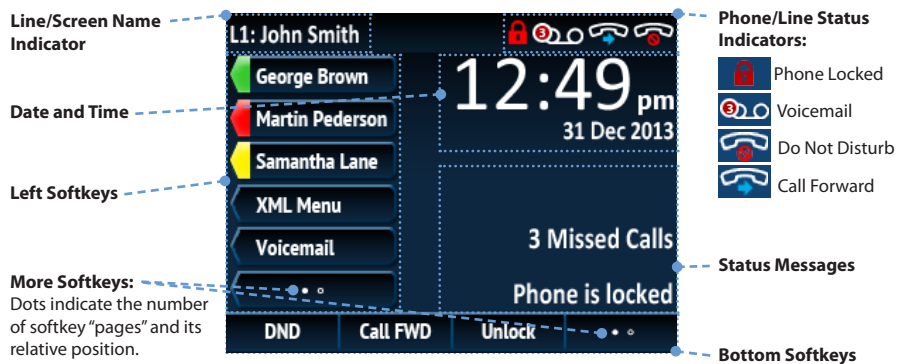 Line/Screen Name
Indicator
Date and Time
Left Softkeys
More Softkeys:
Dots indicate the number
of softkey “pages” and its
relative position.
L1: John Smith
3
George Brown
Martin Pederson
Samantha Lane
XML Menu
Voicemail
12:49 pm
31 Dec 2013
3 Missed Calls
Phone is locked
DND Call FWD Unlock
Phone/Line Status
Indicators:
Phone Locked
3 Voicemail
Do Not Disturb
Call Forward
Status Messages
Bottom Softkeys